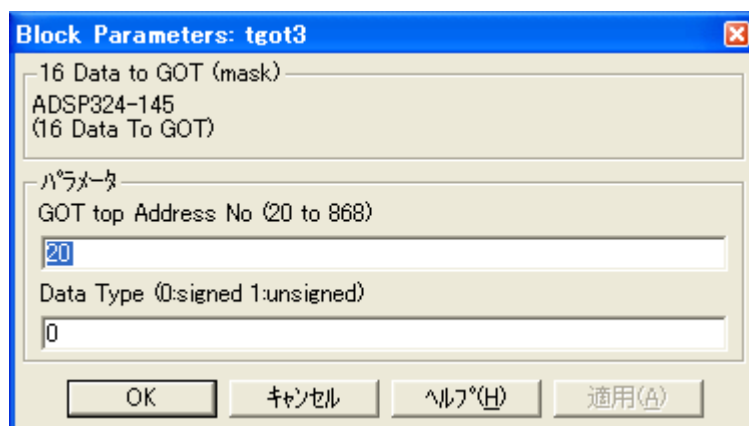 Block Parameters: tgot3
16 Data to GOT (mask)
ADSP324-145
(16 Data To GOT)
パラメータ
GOT top Address No (20 to 868)
20
Data Type (0:signed 1:unsigned)
0
OK キャンセル ヘルプ(H) 適用(A)